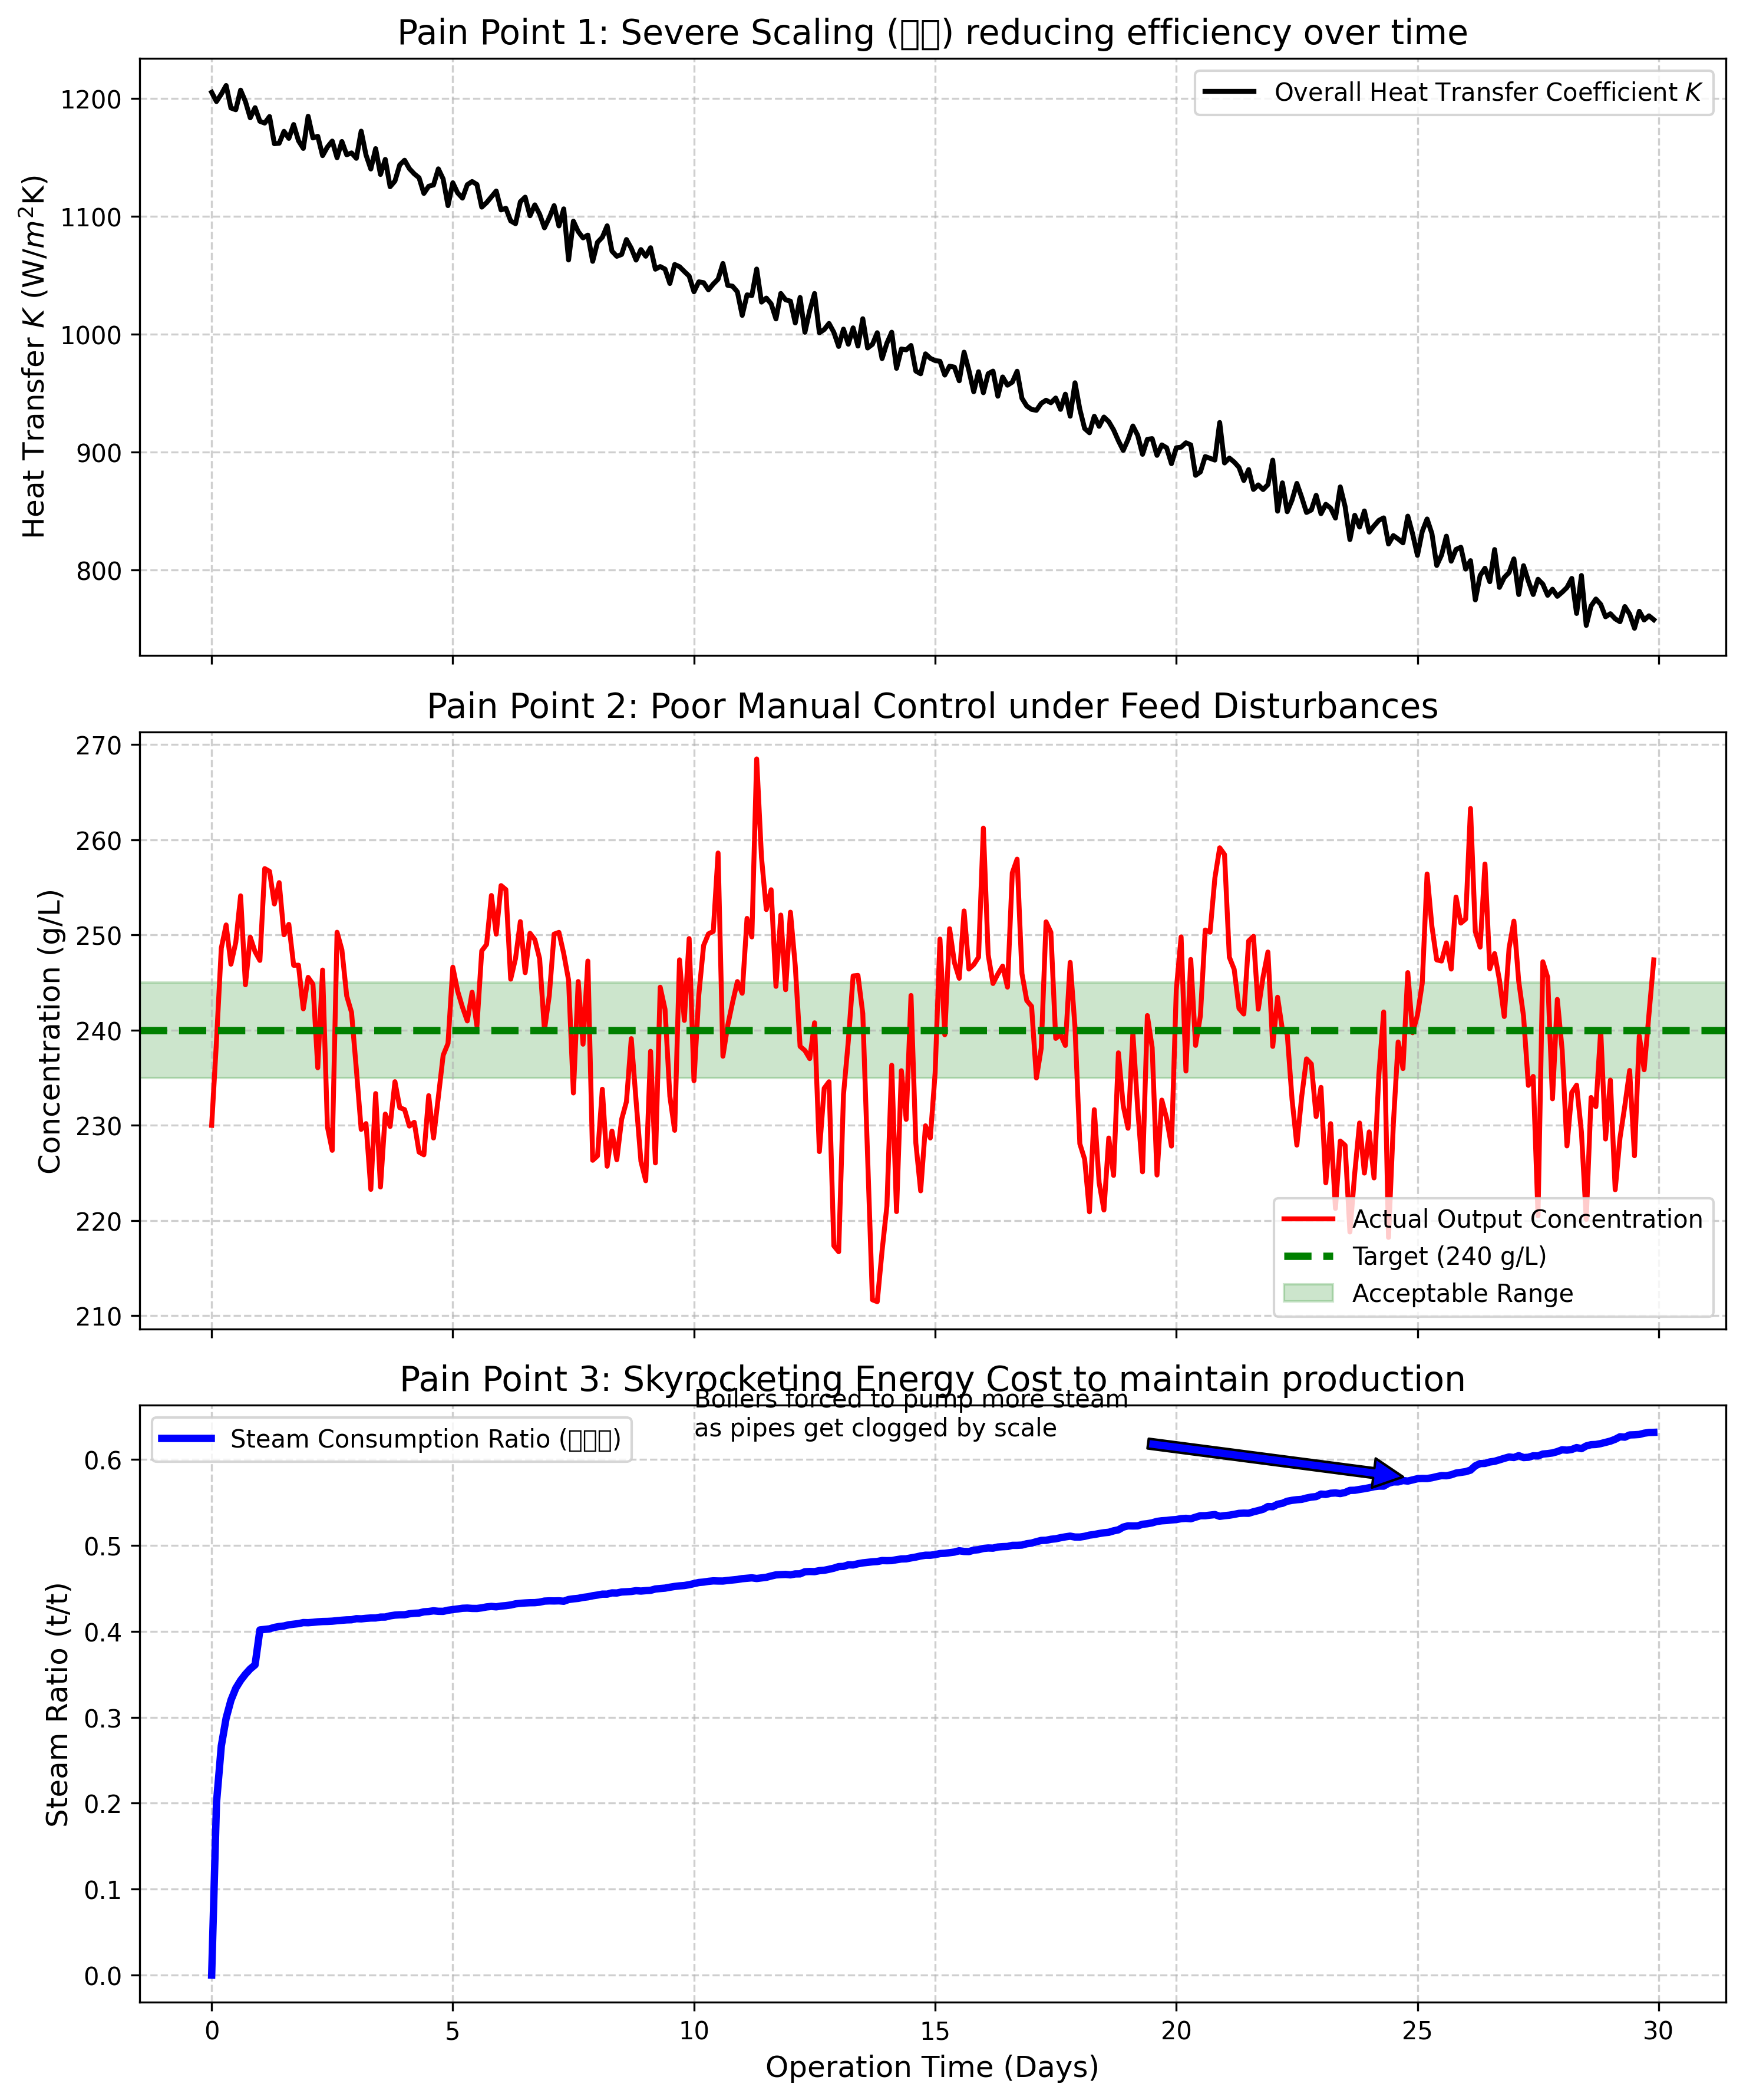 Pain Point 1: Severe Scaling (▯▯) reducing efficiency over time
Overall Heat Transfer Coefficient K
Heat Transfer K (W/m²K)
1200
1100
1000
900
800
Pain Point 2: Poor Manual Control under Feed Disturbances
Concentration (g/L)
270
260
250
240
230
220
210
Actual Output Concentration
Target (240 g/L)
Acceptable Range
Pain Point 3: Skyrocketing Energy Cost to maintain production
Boilers forced to pump more steam
as pipes get clogged by scale
Steam Consumption Ratio (▯▯▯)
Steam Ratio (t/t)
0.6
0.5
0.4
0.3
0.2
0.1
0.0
0 5 10 15 20 25 30
Operation Time (Days)